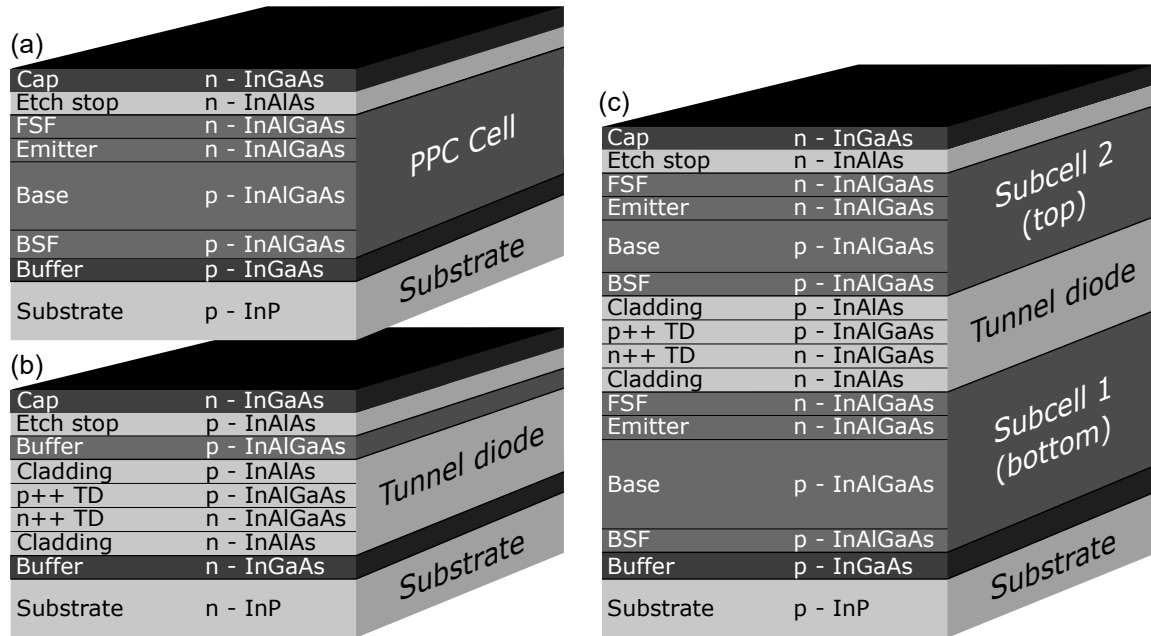 (a)
Cap n - InGaAs
Etch stop n - InAlAs
FSF n - InAlGaAs
Emitter n - InAlGaAs
Base p - InAlGaAs
BSF p - InAlGaAs
Buffer p - InGaAs
Substrate p - InP
PPC Cell
Substrate
(b)
Cap n - InGaAs
Etch stop p - InAlAs
Buffer p - InAlGaAs
Cladding p - InAlAs
p++ TD p - InAlGaAs
n++ TD n - InAlGaAs
Cladding n - InAlAs
Buffer n - InGaAs
Substrate n - InP
Tunnel diode
Substrate
(c)
Cap n - InGaAs
Etch stop n - InAlAs
FSF n - InAlGaAs
Emitter n - InAlGaAs
Base p - InAlGaAs
BSF p - InAlGaAs
Cladding p - InAlAs
p++ TD p - InAlGaAs
n++ TD n - InAlGaAs
Cladding n - InAlAs
FSF n - InAlGaAs
Emitter n - InAlGaAs
Base p - InAlGaAs
BSF p - InAlGaAs
Buffer p - InGaAs
Substrate p - InP
Subcell 2
(top)
Tunnel diode
Subcell 1
(bottom)
Substrate